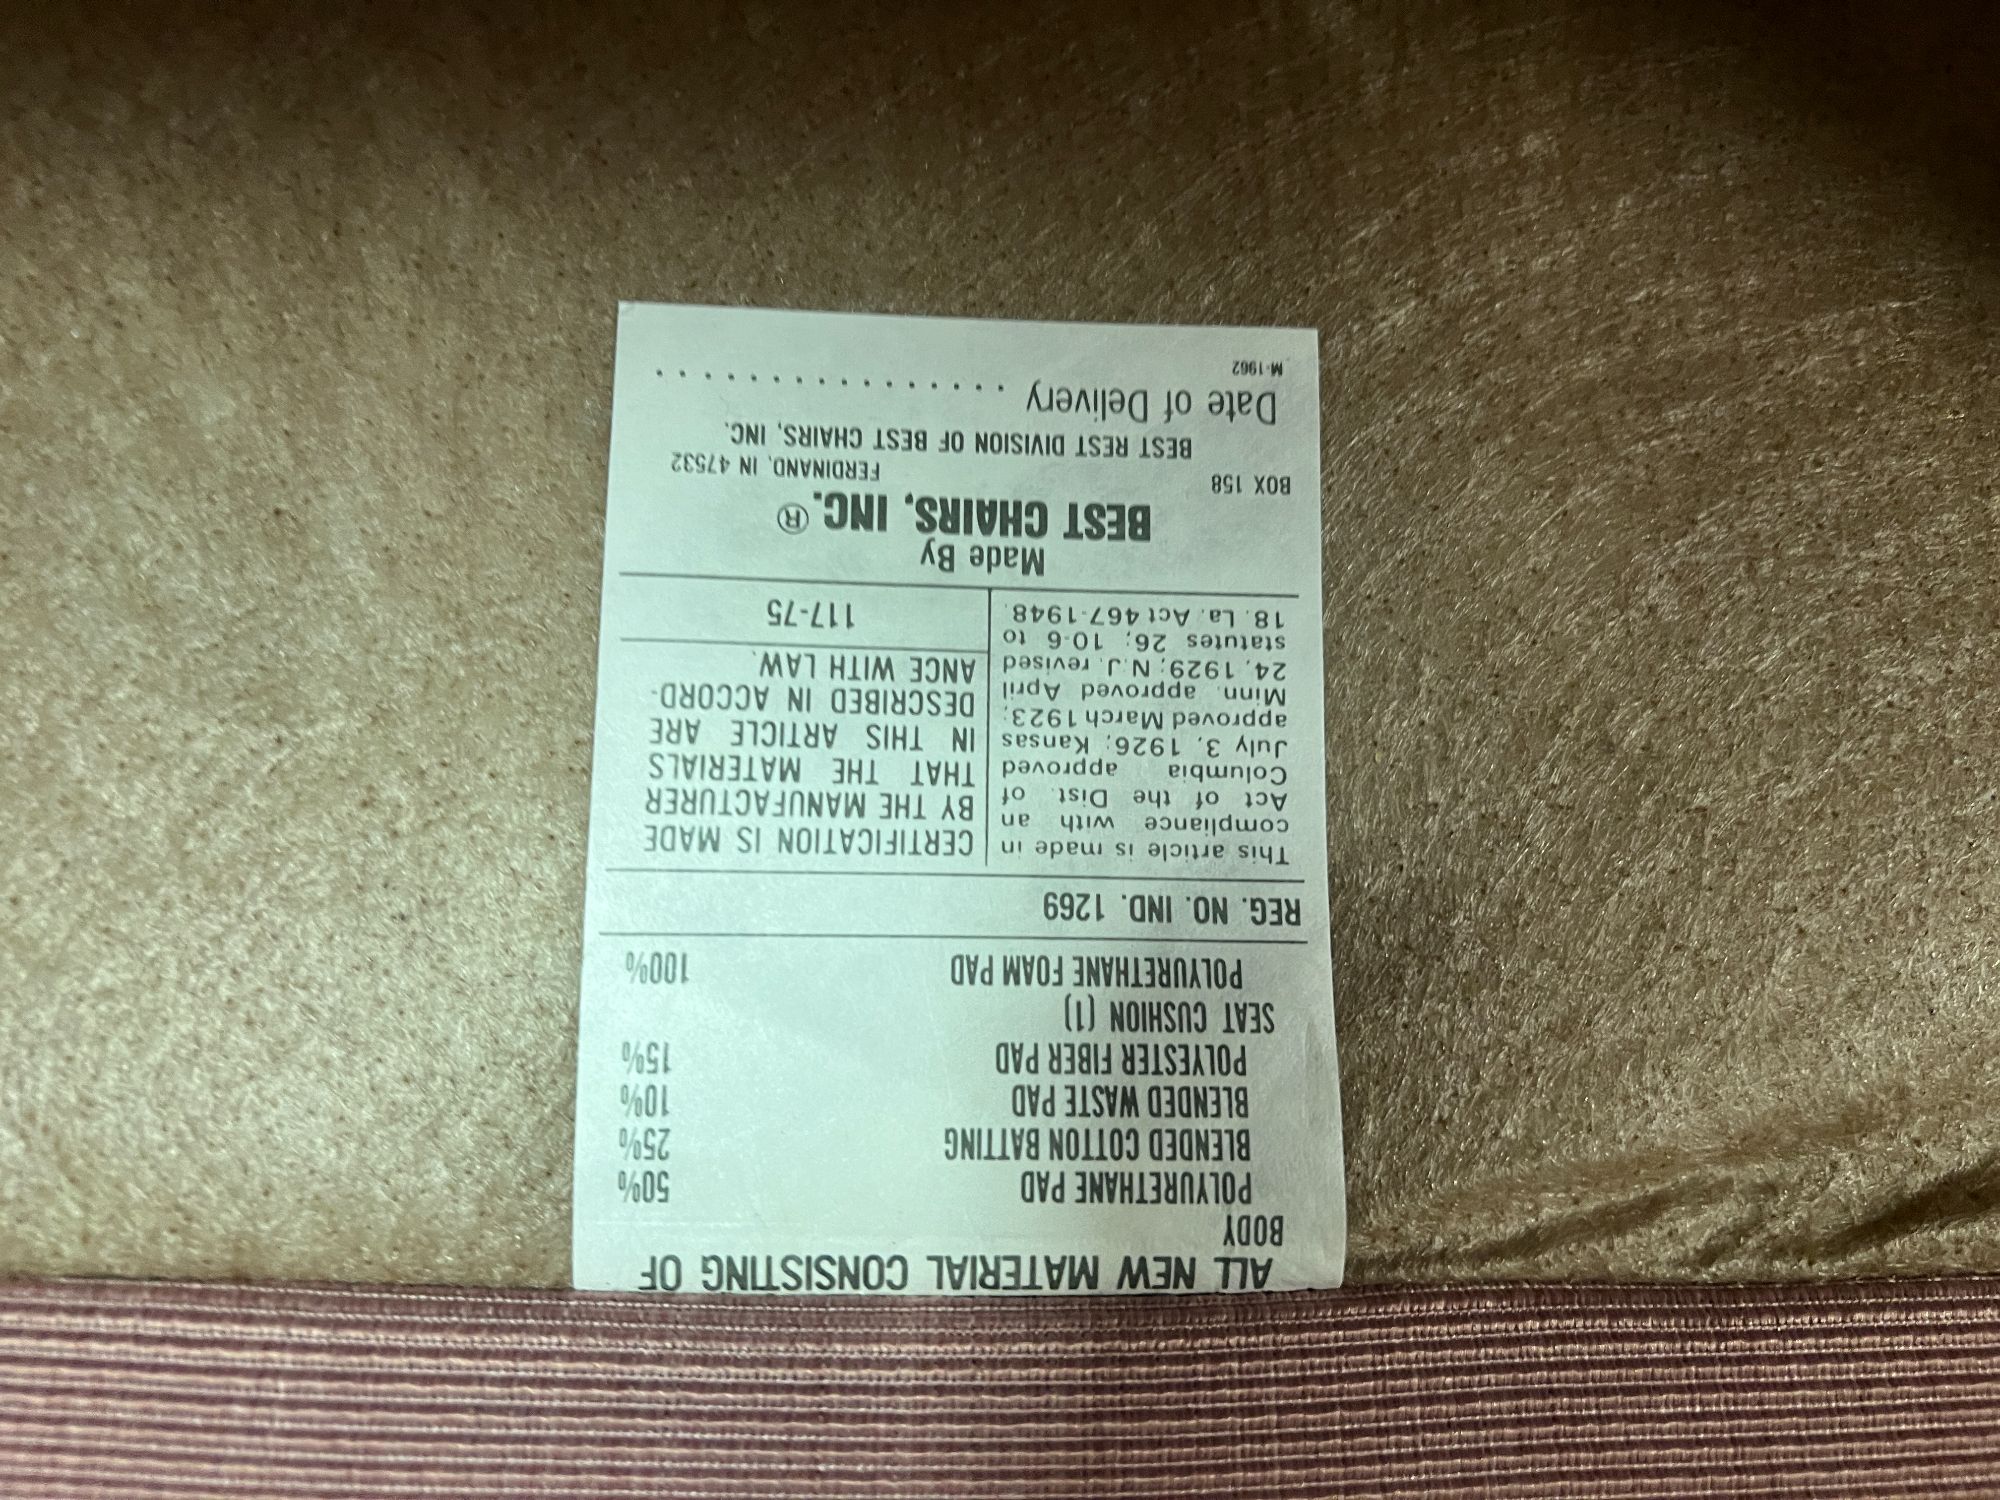 ALL NEW MATERIAL CONSISTING OF
BODY
POLYURETHANE PAD 50%
BLENDED COTTON BATTING 25%
BLENDED WASTE PAD 10%
POLYESTER FIBER PAD 15%
SEAT CUSHION (1)
POLYURETHANE FOAM PAD 100%
REG. NO. IND. 1269
This article is made in
compliance with an
Act of the Dist. of
Columbia approved
July 3, 1926; Kansas
approved March 1923;
Minn. approved April
24, 1929; N.J. revised
statutes 26; 10-6 to
18. La. Act 467-1948.
CERTIFICATION IS MADE
BY THE MANUFACTURER
THAT THE MATERIALS
IN THIS ARTICLE ARE
DESCRIBED IN ACCORD-
ANCE WITH LAW.
117-75
Made By
BEST CHAIRS, INC.®
BOX 158 FERDINAND, IN 47532
BEST REST DIVISION OF BEST CHAIRS, INC.
Date of Delivery . . . . . . . . . . . . . . . .
M-1962